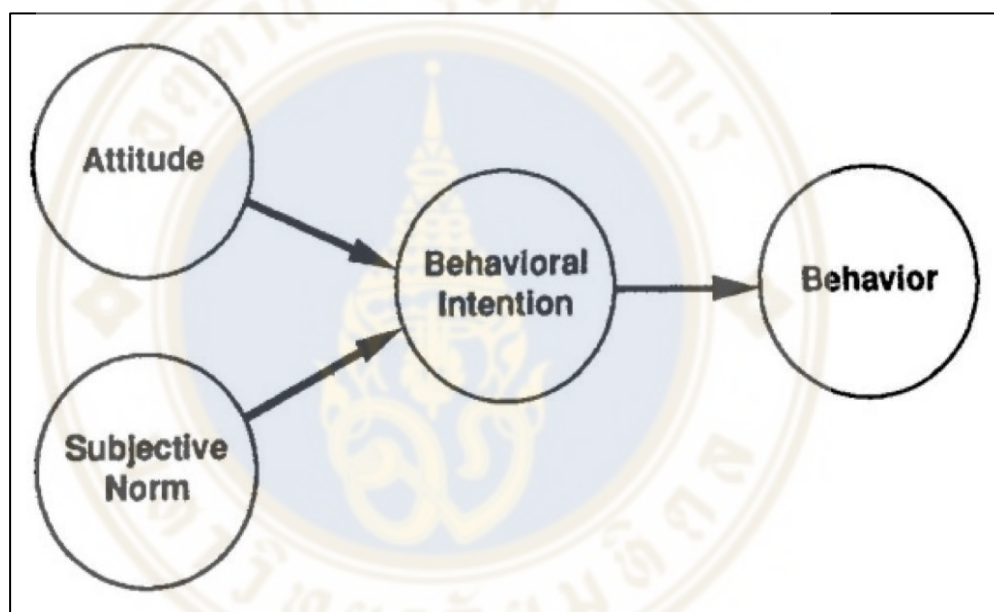 Attitude
Subjective
Norm
Behavioral
Intention
Behavior